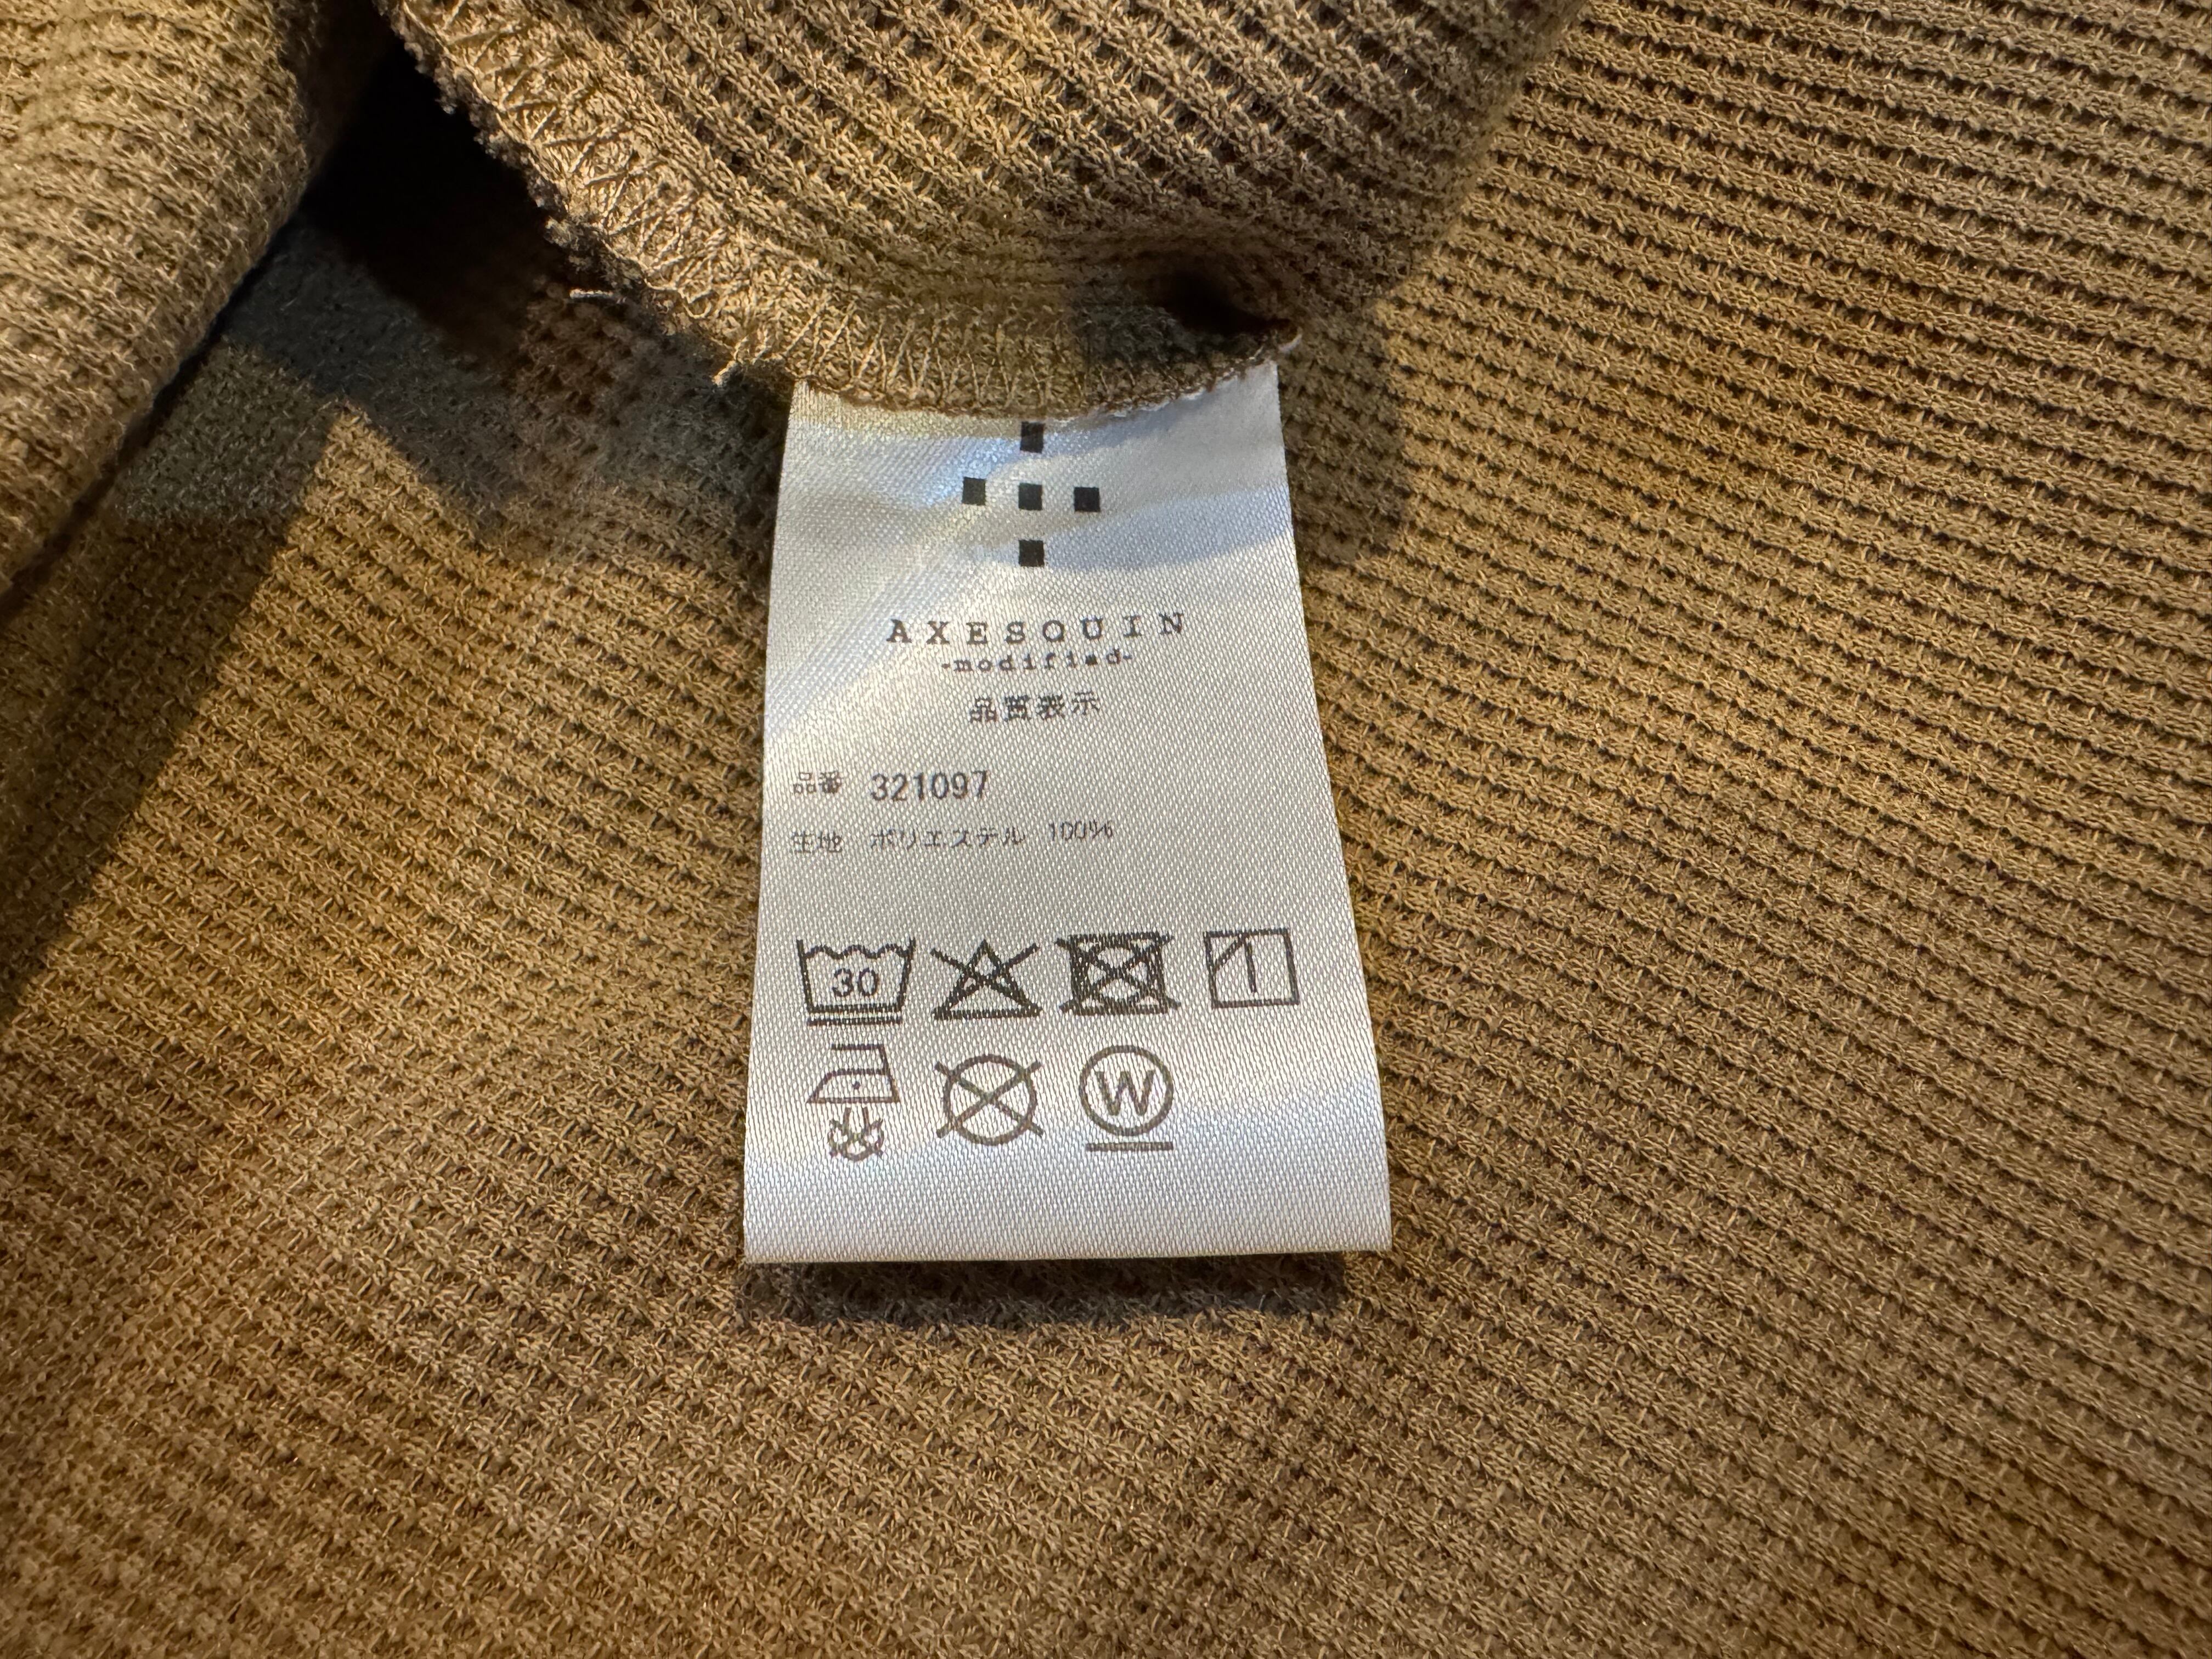 AXESQUIN
-modified-
品質表示
品番 321097
生地 ポリエステル 100%
30
W